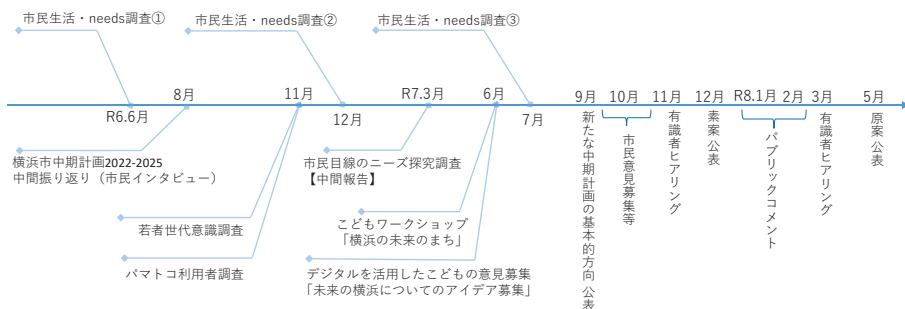 市民生活・needs調査①
市民生活・needs調査②
市民生活・needs調査③
R6.6月
8月
11月
12月
R7.3月
6月
7月
9月
10月
11月
12月
R8.1月
2月
3月
5月
横浜市中期計画2022-2025
中間振り返り（市民インタビュー）
若者世代意識調査
パマトコ利用者調査
市民目線のニーズ探究調査
【中間報告】
こどもワークショップ
「横浜の未来のまち」
デジタルを活用したこどもの意見募集
「未来の横浜についてのアイデア募集」
新たな中期計画の基本的方向 公表
市民意見募集等
有識者ヒアリング
素案 公表
パブリックコメント
有識者ヒアリング
原案 公表